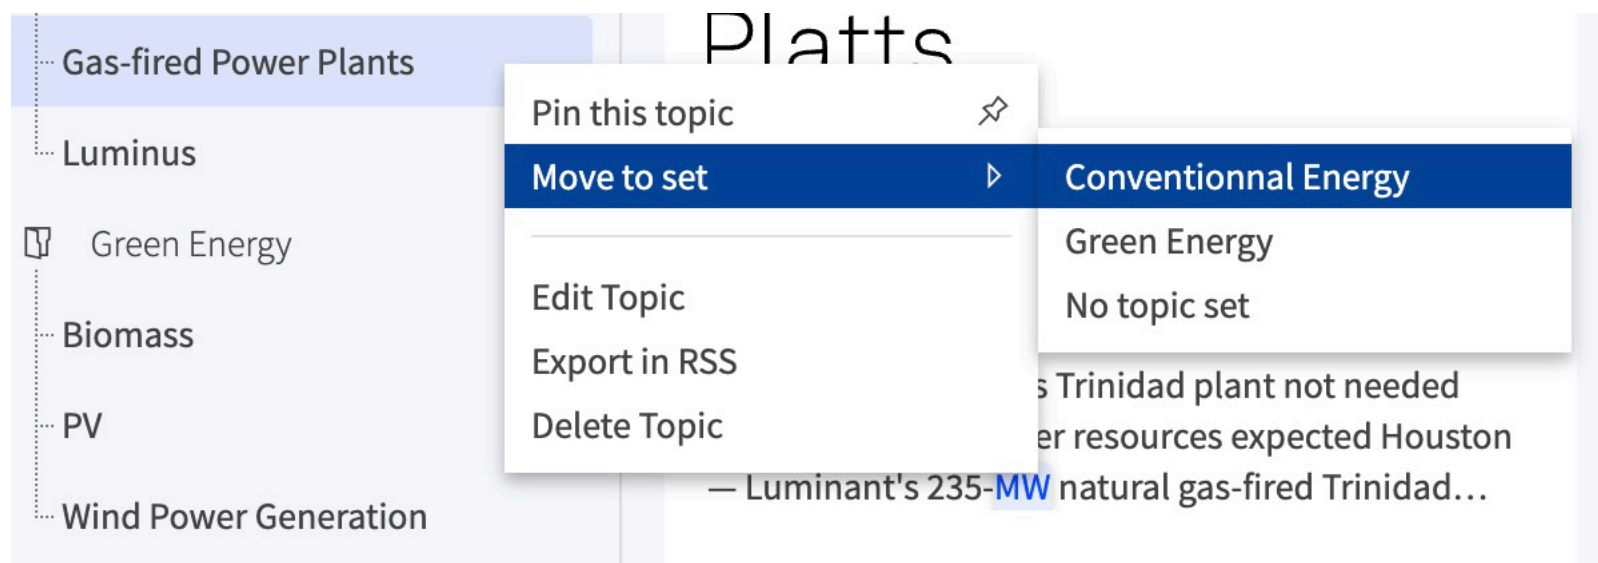 Gas-fired Power Plants
Luminus
Green Energy
Biomass
PV
Wind Power Generation
Platts
Pin this topic
Move to set
Edit Topic
Export in RSS
Delete Topic
Conventionnal Energy
Green Energy
No topic set
s Trinidad plant not needed
er resources expected Houston
— Luminant's 235-MW natural gas-fired Trinidad...